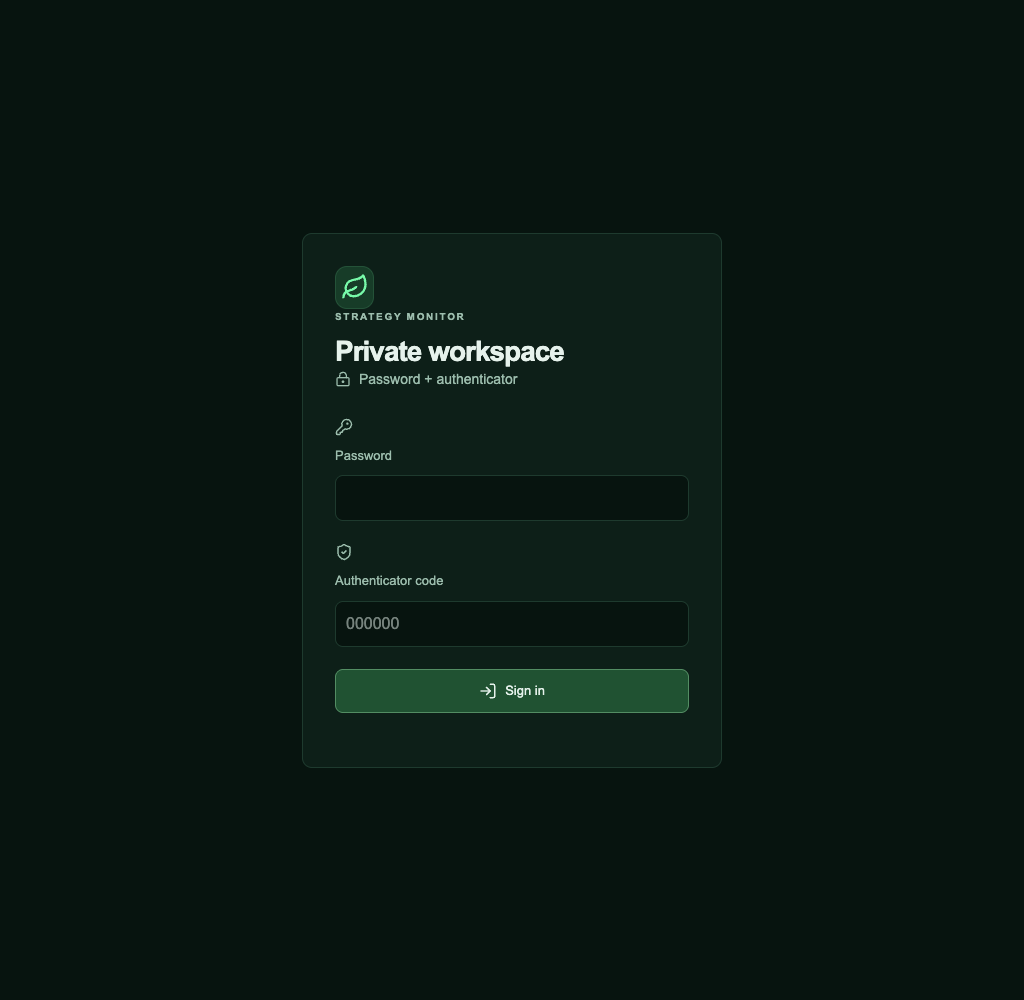 STRATEGY MONITOR
Private workspace
Password + authenticator
Password
Authenticator code
000000
Sign in